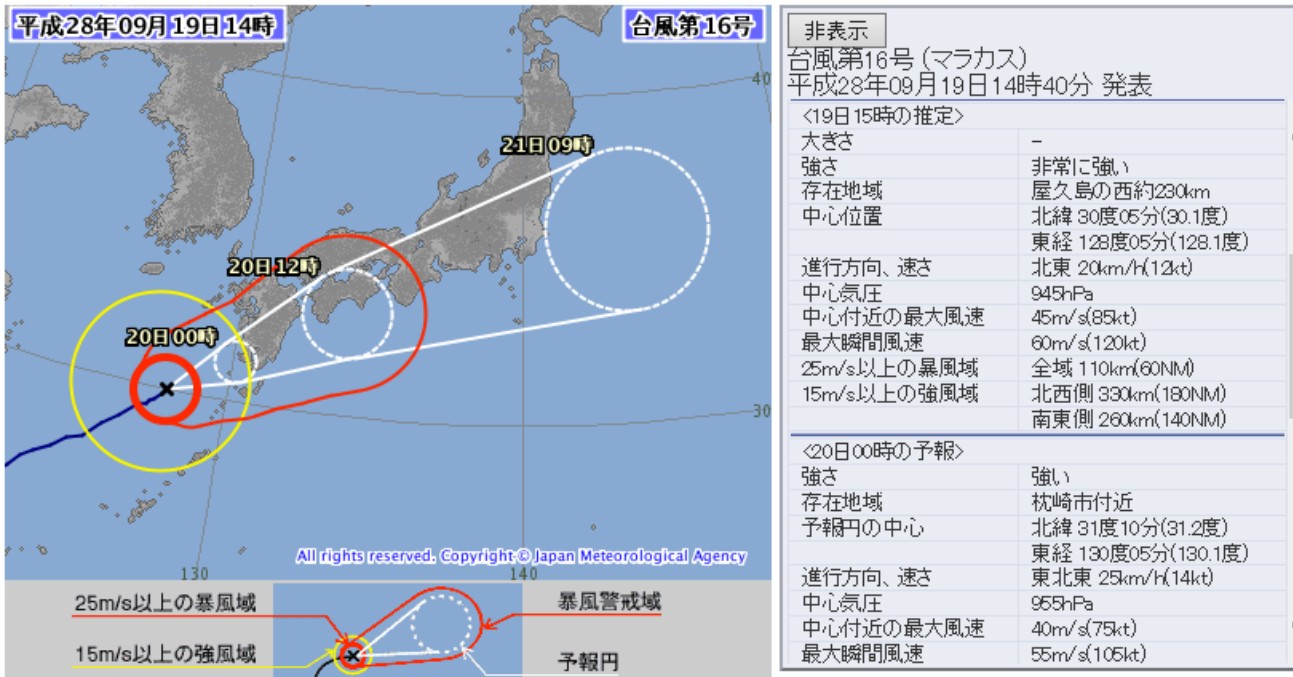 平成28年09月19日14時
台風第16号
40
21日09時
20日12時
20日00時
30
All rights reserved. Copyright © Japan Meteorological Agency
130
140
25m/s以上の暴風域
暴風警戒域
15m/s以上の強風域
予報円
非表示
台風第16号 (マラカス)
平成28年09月19日14時40分 発表
<19日15時の推定>
大きさ -
強さ 非常に強い
存在地域 屋久島の西約230km
中心位置 北緯 30度05分(30.1度)
東経 128度05分(128.1度)
進行方向、速さ 北東 20km/h(12kt)
中心気圧 945hPa
中心付近の最大風速 45m/s(85kt)
最大瞬間風速 60m/s(120kt)
25m/s以上の暴風域 全域 110km(60NM)
15m/s以上の強風域 北西側 330km(180NM)
南東側 260km(140NM)
<20日00時の予報>
強さ 強い
存在地域 枕崎市付近
予報円の中心 北緯 31度10分(31.2度)
東経 130度05分(130.1度)
進行方向、速さ 東北東 25km/h(14kt)
中心気圧 955hPa
中心付近の最大風速 40m/s(75kt)
最大瞬間風速 55m/s(105kt)